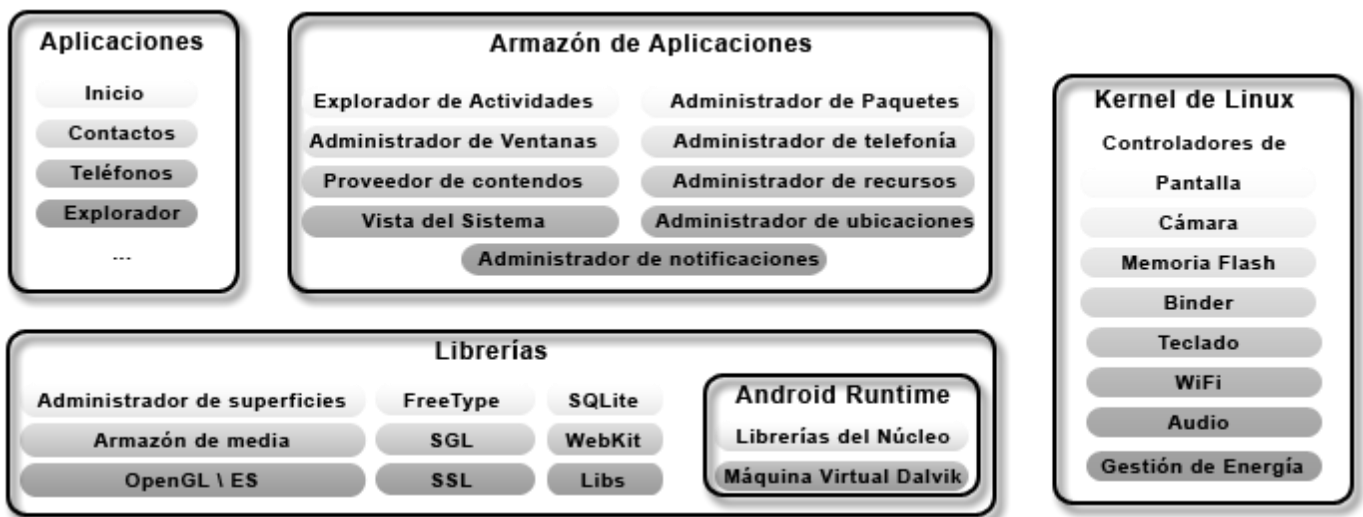 Aplicaciones
Inicio
Contactos
Teléfonos
Explorador
...
Armazón de Aplicaciones
Explorador de Actividades
Administrador de Ventanas
Proveedor de contendos
Vista del Sistema
Administrador de Paquetes
Administrador de telefonía
Administrador de recursos
Administrador de ubicaciones
Administrador de notificaciones
Librerías
Administrador de superficies
Armazón de media
OpenGL \ ES
FreeType
SGL
SSL
SQLite
WebKit
Libs
Android Runtime
Librerías del Núcleo
Máquina Virtual Dalvik
Kernel de Linux
Controladores de
Pantalla
Cámara
Memoria Flash
Binder
Teclado
WiFi
Audio
Gestión de Energía